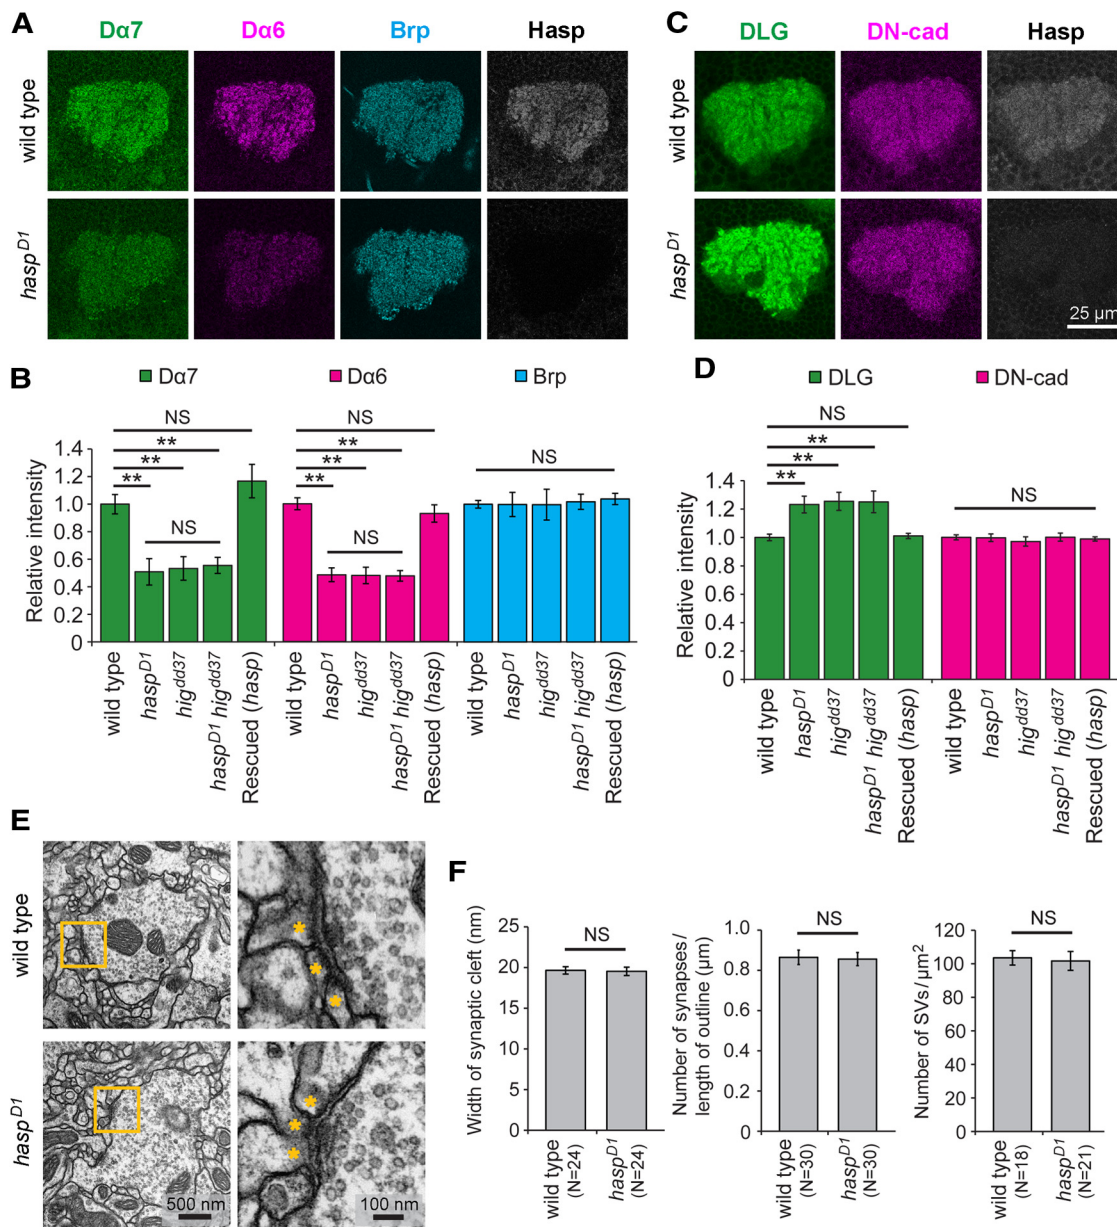 A
Dα7
Dα6
Brp
Hasp
wild type
hasp^D1
C
DLG
DN-cad
Hasp
wild type
hasp^D1
25 µm
B
Dα7
Dα6
Brp
NS
**
**
**
NS
NS
**
**
**
NS
NS
Relative intensity
1.4
1.2
1.0
0.8
0.6
0.4
0.2
0
wild type
hasp^D1
hig^dd37
hasp^D1 hig^dd37
Rescued (hasp)
wild type
hasp^D1
hig^dd37
hasp^D1 hig^dd37
Rescued (hasp)
wild type
hasp^D1
hig^dd37
hasp^D1 hig^dd37
Rescued (hasp)
D
DLG
DN-cad
NS
**
**
**
NS
Relative intensity
1.4
1.2
1.0
0.8
0.6
0.4
0.2
0
wild type
hasp^D1
hig^dd37
hasp^D1 hig^dd37
Rescued (hasp)
wild type
hasp^D1
hig^dd37
hasp^D1 hig^dd37
Rescued (hasp)
E
wild type
hasp^D1
* * *
* * *
500 nm
100 nm
F
Width of synaptic cleft (nm)
25
20
15
10
5
0
NS
wild type
(N=24)
hasp^D1
(N=24)
Number of synapses/
length of outline (µm)
1
0.8
0.6
0.4
0.2
0
NS
wild type
(N=30)
hasp^D1
(N=30)
Number of SVs/µm²
120
100
80
60
40
20
0
NS
wild type
(N=18)
hasp^D1
(N=21)